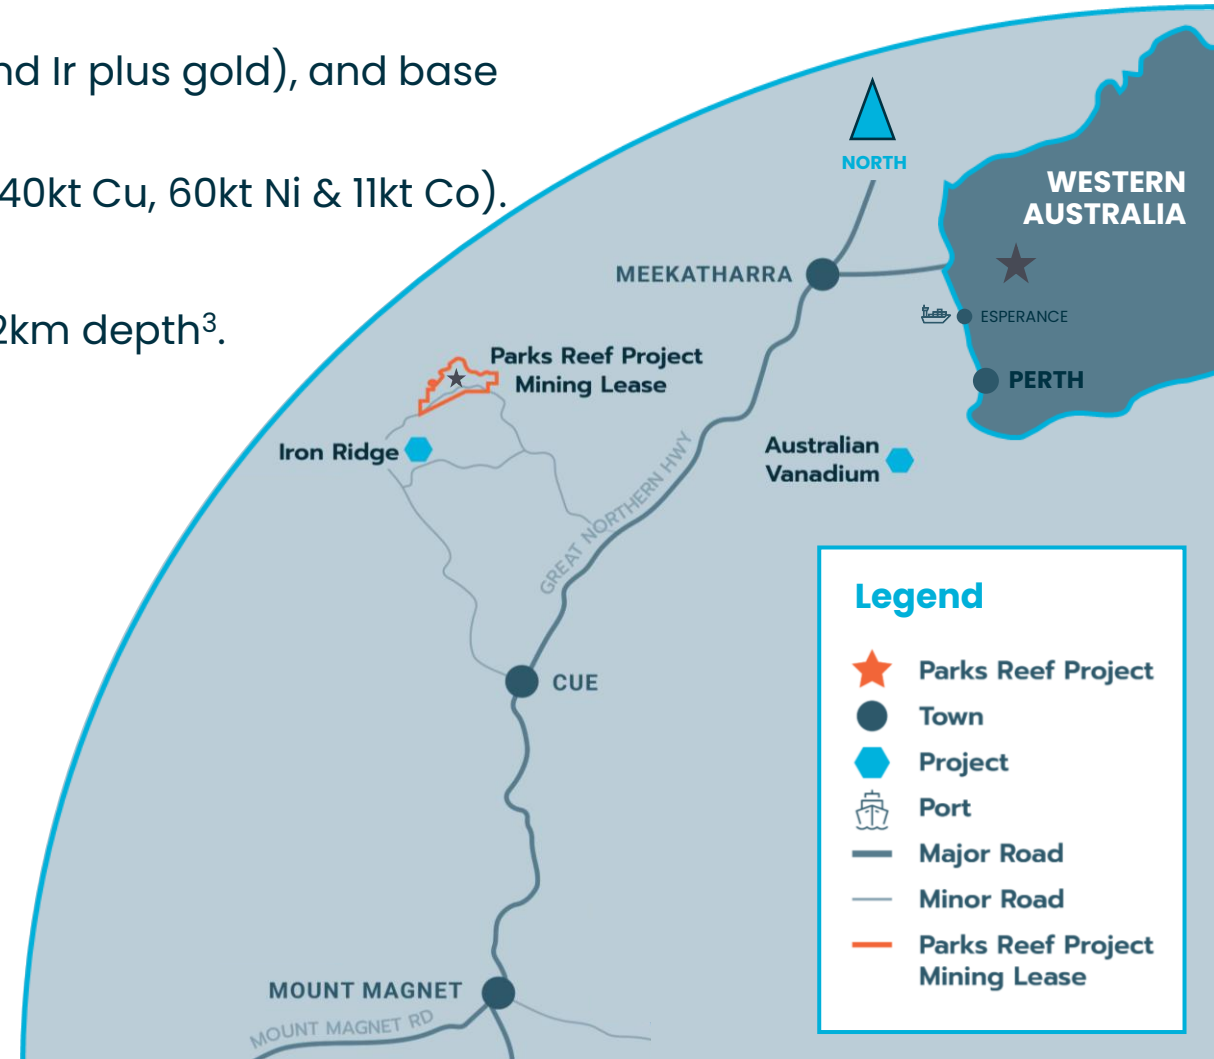 nd Ir plus gold), and base
40kt Cu, 60kt Ni & 11kt Co).
2km depth³.
NORTH
WESTERN
AUSTRALIA
MEEKATHARRA
ESPERANCE
PERTH
Parks Reef Project
Mining Lease
Iron Ridge
Australian
Vanadium
GREAT NORTHERN HWY
CUE
MOUNT MAGNET
MOUNT MAGNET RD
Legend
Parks Reef Project
Town
Project
Port
Major Road
Minor Road
Parks Reef Project
Mining Lease